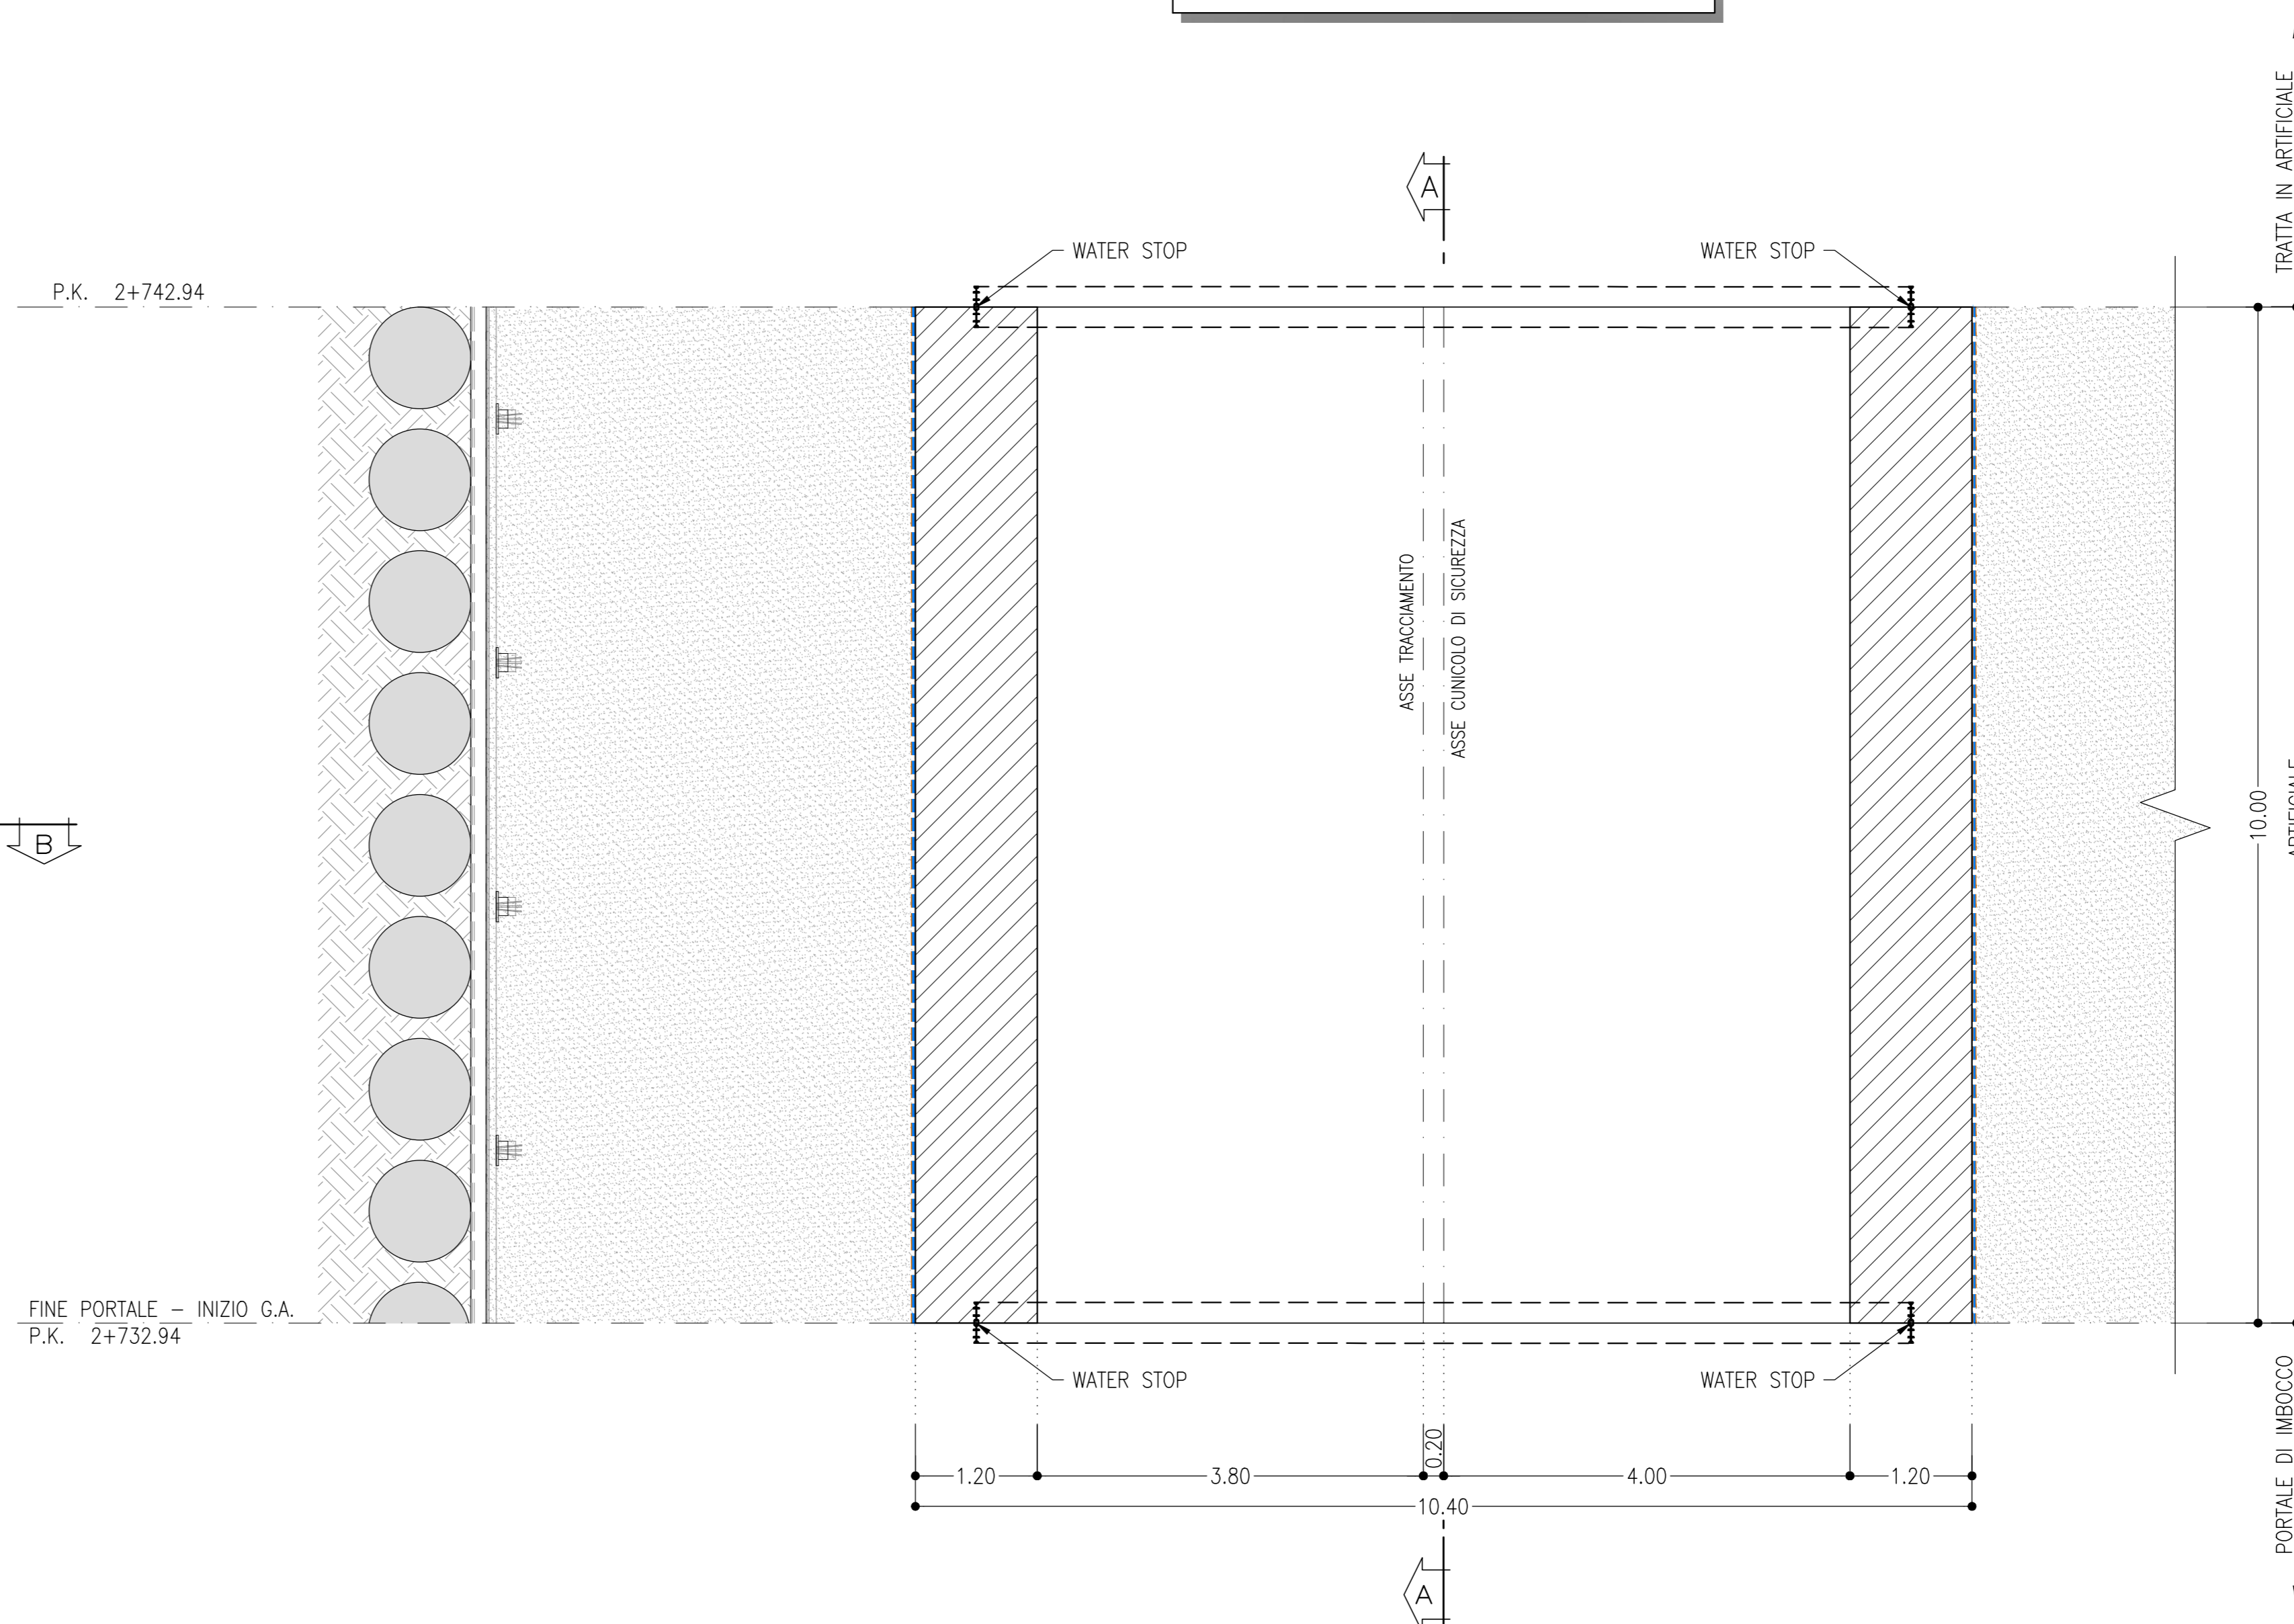 TRATTA IN ARTIFICIALE
A
WATER STOP
WATER STOP
P.K. 2+742.94
ASSE TRACCIAMENTO
ASSE CUNICOLO DI SICUREZZA
B
10.00
ARTIFICIALE
FINE PORTALE – INIZIO G.A.
P.K. 2+732.94
WATER STOP
WATER STOP
PORTALE DI IMBOCCO
0.20
1.20
3.80
4.00
1.20
10.40
A